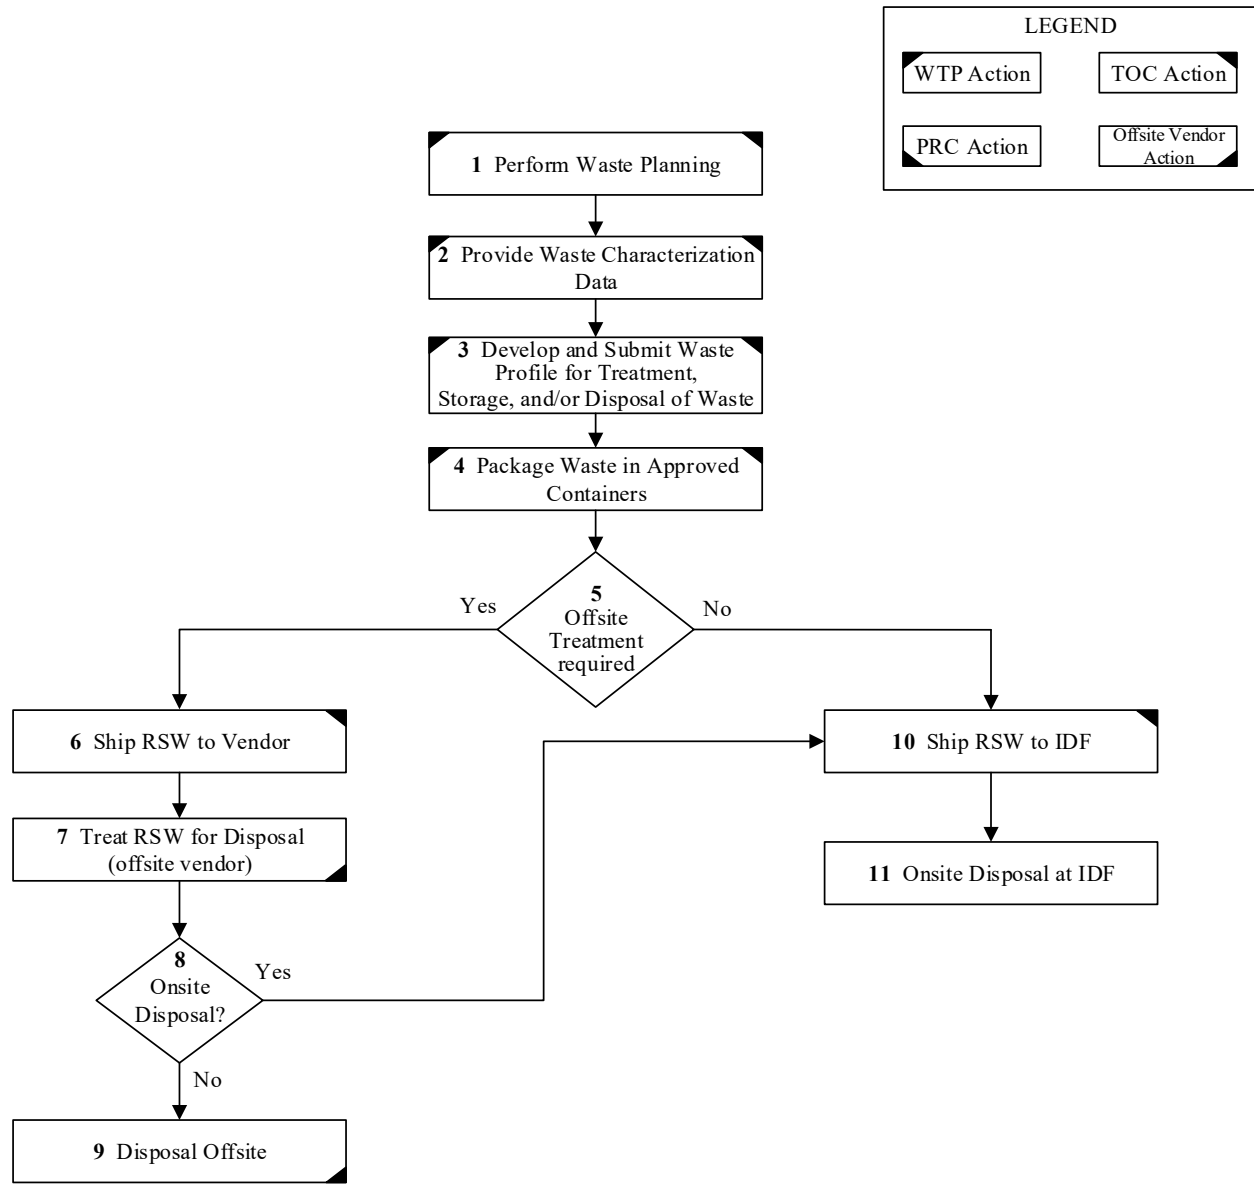 LEGEND
WTP Action
TOC Action
PRC Action
Offsite Vendor
Action
1 Perform Waste Planning
2 Provide Waste Characterization
Data
3 Develop and Submit Waste
Profile for Treatment,
Storage, and/or Disposal of Waste
4 Package Waste in Approved
Containers
5
Offsite
Treatment
required
Yes
No
6 Ship RSW to Vendor
10 Ship RSW to IDF
7 Treat RSW for Disposal
(offsite vendor)
11 Onsite Disposal at IDF
8
Onsite
Disposal?
Yes
No
9 Disposal Offsite